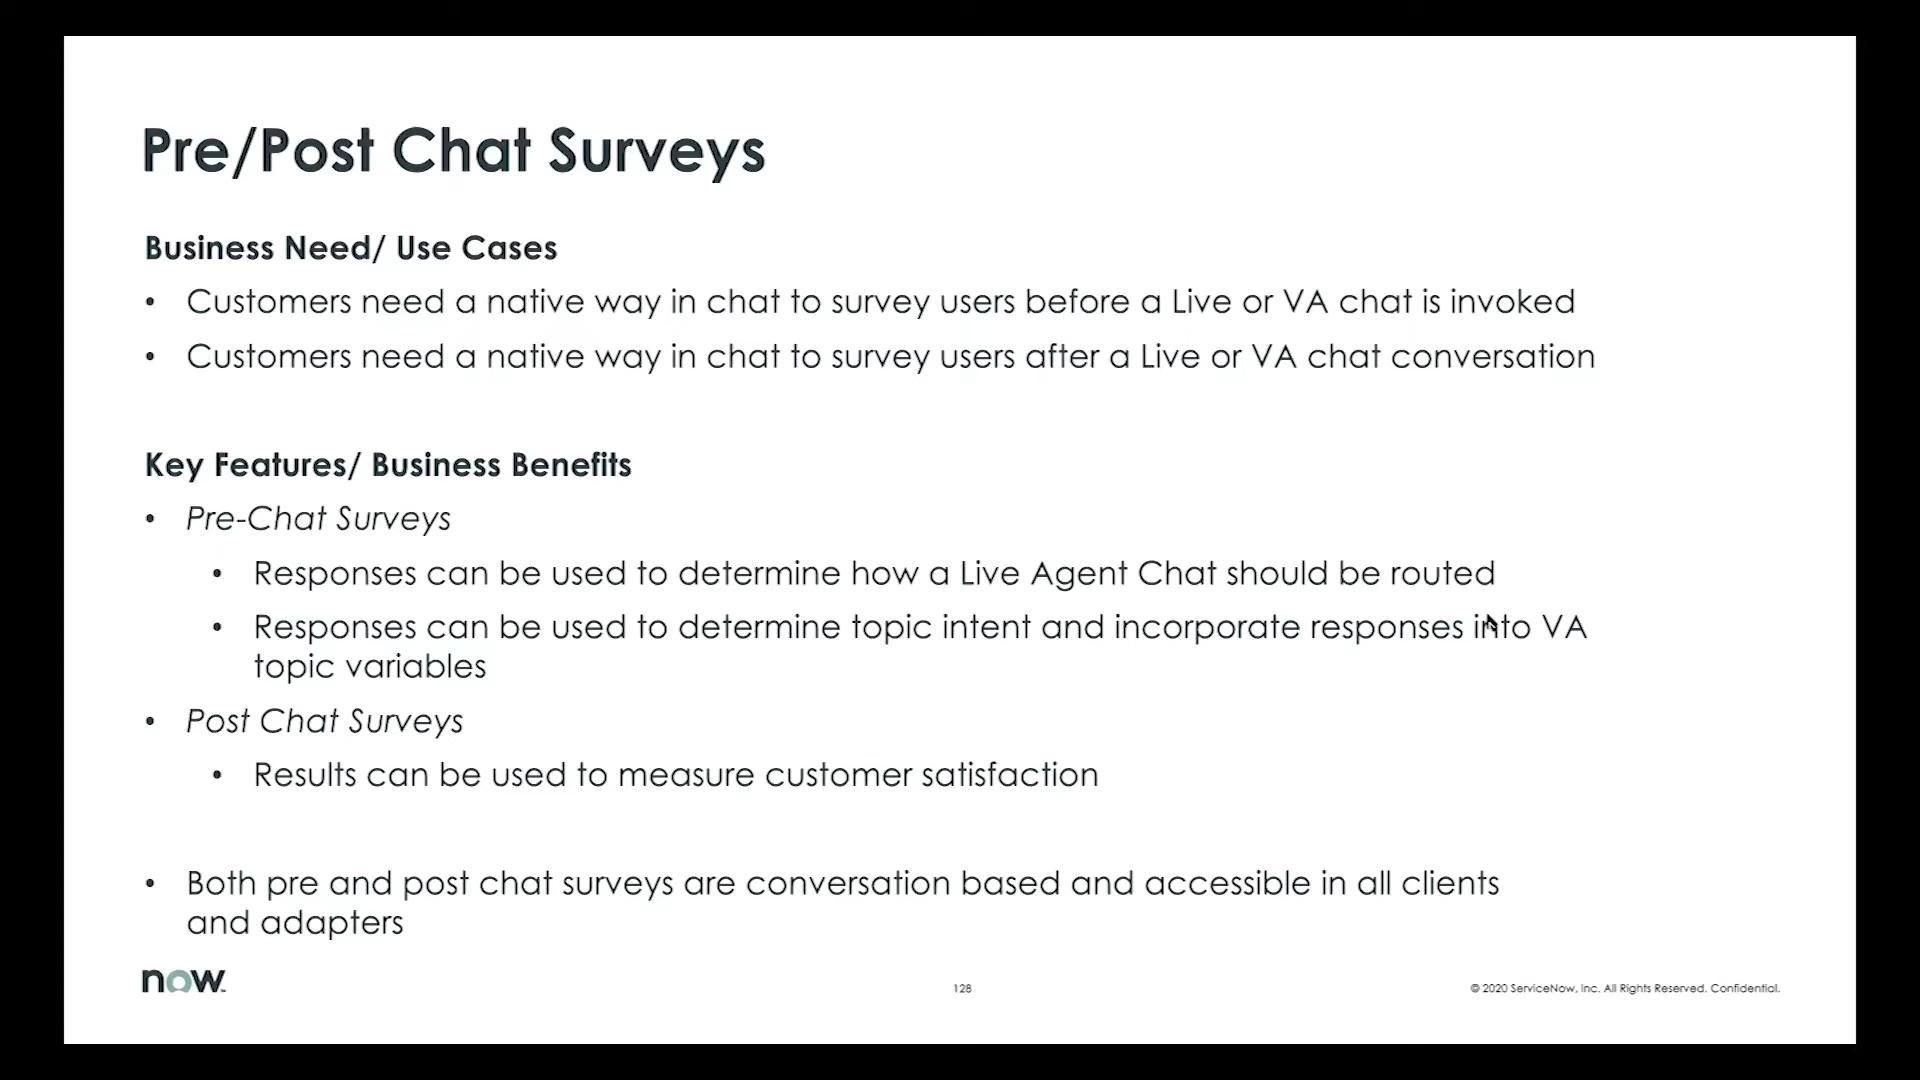 Pre/Post Chat Surveys
Business Need/ Use Cases
• Customers need a native way in chat to survey users before a Live or VA chat is invoked
• Customers need a native way in chat to survey users after a Live or VA chat conversation
Key Features/ Business Benefits
• Pre-Chat Surveys
• Responses can be used to determine how a Live Agent Chat should be routed
• Responses can be used to determine topic intent and incorporate responses into VA
topic variables
• Post Chat Surveys
• Results can be used to measure customer satisfaction
• Both pre and post chat surveys are conversation based and accessible in all clients
and adapters
now
128
© 2020 ServiceNow, Inc. All Rights Reserved. Confidential.